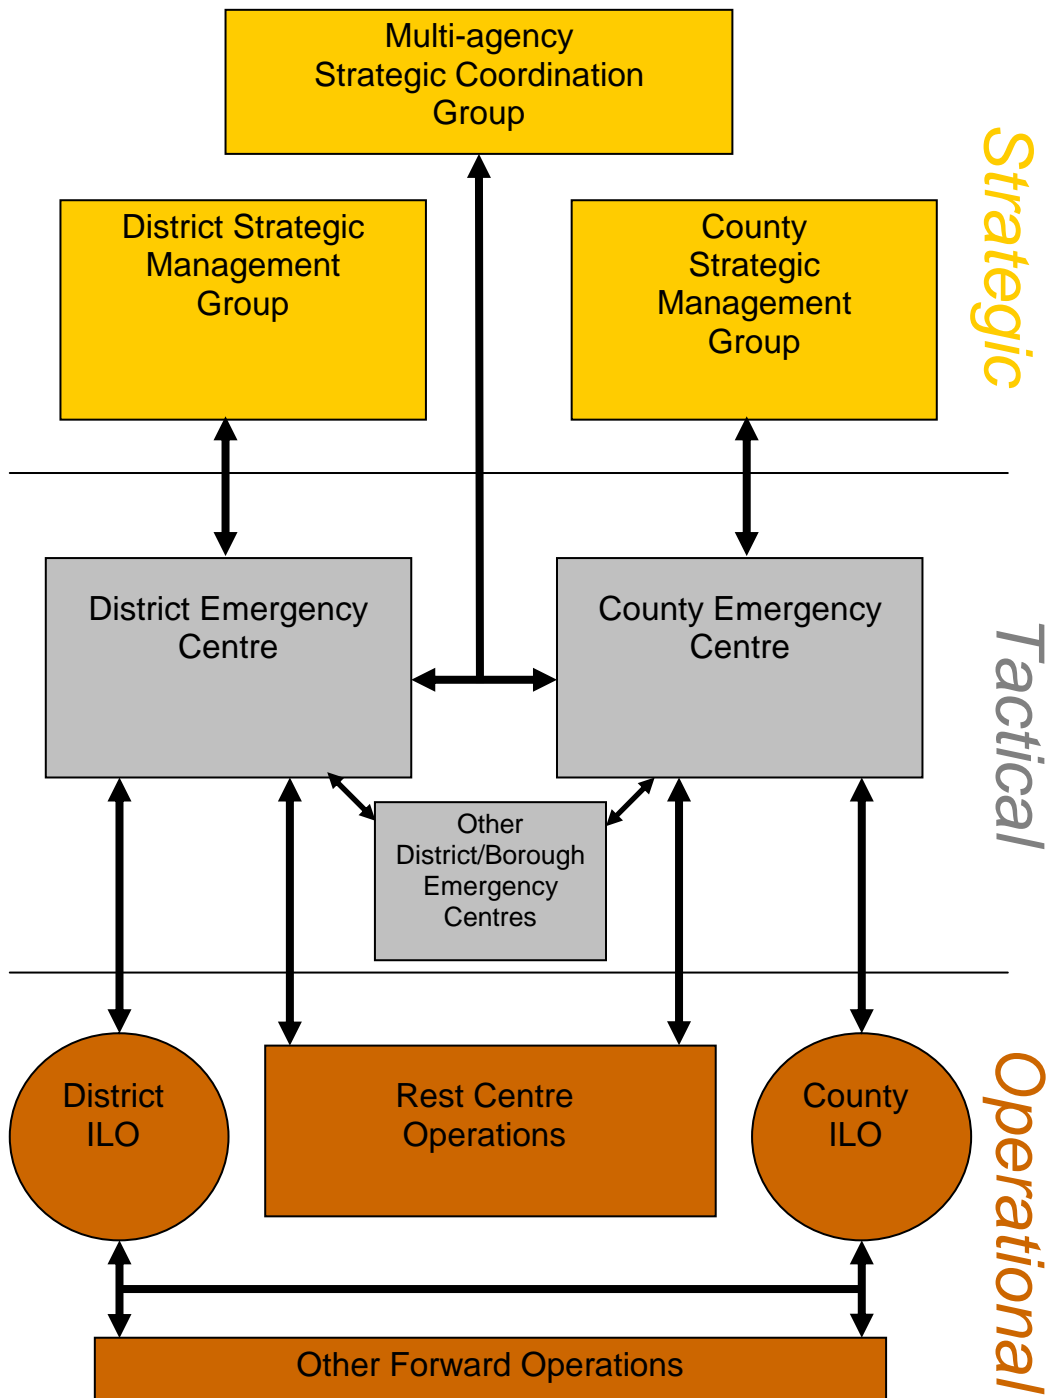 Multi-agency
Strategic Coordination
Group
Strategic
District Strategic
Management
Group
County
Strategic
Management
Group
District Emergency
Centre
County Emergency
Centre
Tactical
Other
District/Borough
Emergency
Centres
District
ILO
Rest Centre
Operations
County
ILO
Operational
Other Forward Operations